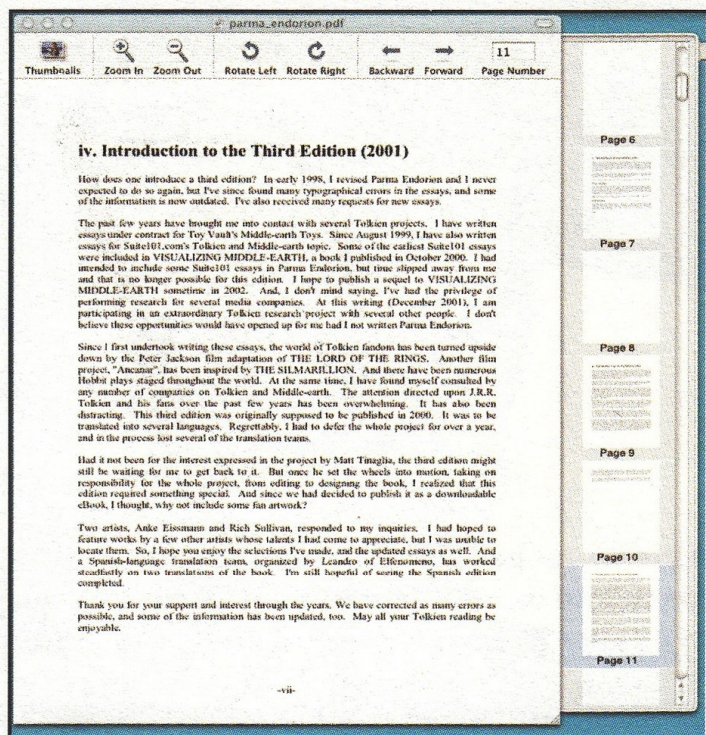 parma_endorion.pdf
Thumbnails Zoom In Zoom Out Rotate Left Rotate Right Backward Forward 11 Page Number
iv. Introduction to the Third Edition (2001)
How does one introduce a third edition? In early 1998, I revised Parma Endorion and I never
expected to do so again, but I've since found many typographical errors in the essays, and some
of the information is now outdated. I've also received many requests for new essays.
The past few years have brought me into contact with several Tolkien projects. I have written
essays under contract for Toy Vault's Middle-earth Toys. Since August 1999, I have also written
essays for Suite101.com's Tolkien and Middle-earth topic. Some of the earliest Suite101 essays
were included in VISUALIZING MIDDLE-EARTH, a book I published in October 2000. I had
intended to include some Suite101 essays in Parma Endorion, but time slipped away from me
and that is no longer possible for this edition. I hope to publish a sequel to VISUALIZING
MIDDLE-EARTH sometime in 2002. And, I don't mind saying, I've had the privilege of
performing research for several media companies. At this writing (December 2001), I am
participating in an extraordinary Tolkien research project with several other people. I don't
believe these opportunities would have opened up for me had I not written Parma Endorion.
Since I first undertook writing these essays, the world of Tolkien fandom has been turned upside
down by the Peter Jackson film adaptation of THE LORD OF THE RINGS. Another film
project, "Ancanar", has been inspired by THE SILMARILLION. And there have been numerous
Hobbit plays staged throughout the world. At the same time, I have found myself consulted by
any number of companies on Tolkien and Middle-earth. The attention directed upon J.R.R.
Tolkien and his fans over the past few years has been overwhelming. It has also been
distracting. This third edition was originally supposed to be published in 2000. It was to be
translated into several languages. Regrettably, I had to defer the whole project for over a year,
and in the process lost several of the translation teams.
Had it not been for the interest expressed in the project by Matt Tinaglia, the third edition might
still be waiting for me to get back to it. But once he set the wheels into motion, taking on
responsibility for the whole project, from editing to designing the book, I realized that this
edition required something special. And since we had decided to publish it as a downloadable
eBook, I thought, why not include some fan artwork?
Two artists, Anke Eissmann and Rich Sullivan, responded to my inquiries. I had hoped to
feature works by a few other artists whose talents I had come to appreciate, but I was unable to
locate them. So, I hope you enjoy the selections I've made, and the updated essays as well. And
a Spanish-language translation team, organized by Leandro of Elfenomeno, has worked
steadfastly on two translations of the book. I'm still hopeful of seeing the Spanish edition
completed.
Thank you for your support and interest through the years. We have corrected as many errors as
possible, and some of the information has been updated, too. May all your Tolkien reading be
enjoyable.
-vii-
Page 6
Page 7
Page 8
Page 9
Page 10
Page 11